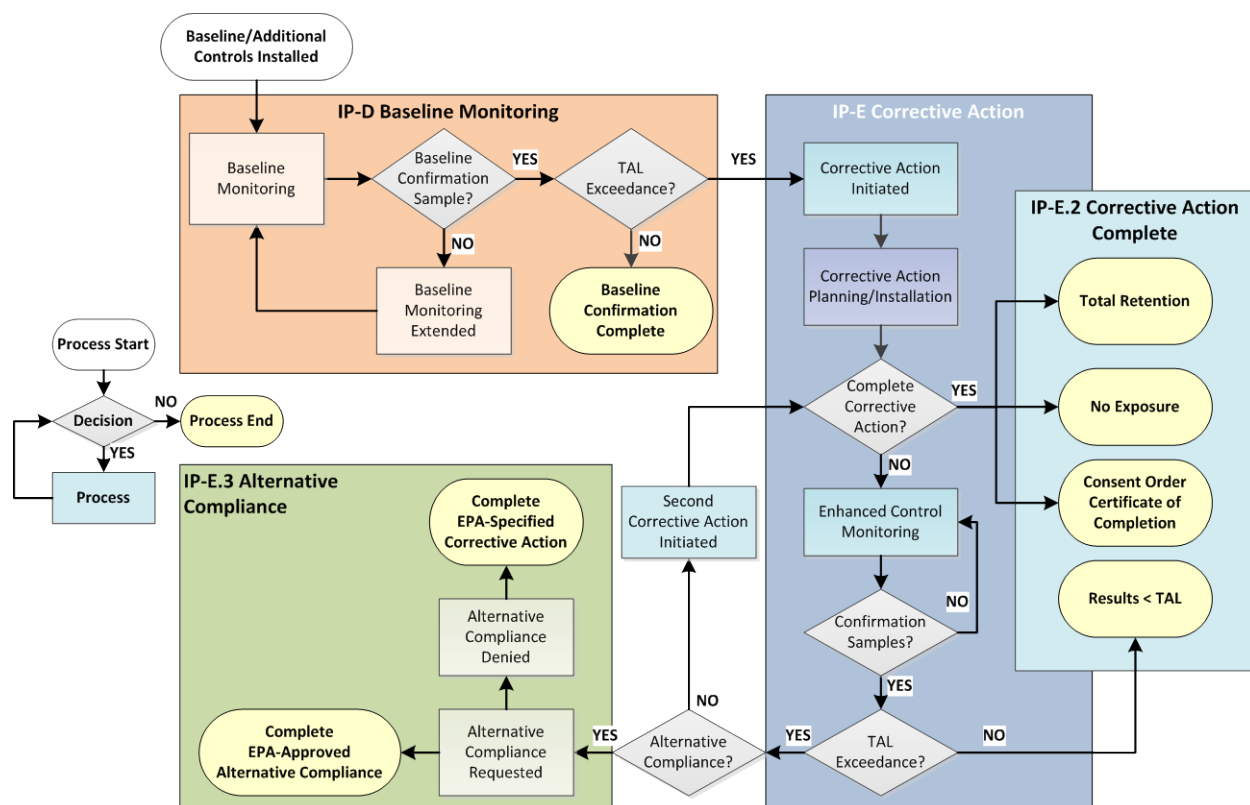 Baseline/Additional
Controls Installed
IP-D Baseline Monitoring
Baseline
Monitoring
Baseline
Confirmation
Sample?
YES
TAL
Exceedance?
YES
NO
NO
Baseline
Monitoring
Extended
Baseline
Confirmation
Complete
IP-E Corrective Action
Corrective Action
Initiated
Corrective Action
Planning/Installation
Complete
Corrective
Action?
YES
NO
Enhanced Control
Monitoring
NO
Confirmation
Samples?
YES
TAL
Exceedance?
YES
NO
IP-E.2 Corrective Action
Complete
Total Retention
No Exposure
Consent Order
Certificate of
Completion
Results < TAL
Process Start
Decision
NO
Process End
YES
Process
IP-E.3 Alternative
Compliance
Complete
EPA-Specified
Corrective Action
Alternative
Compliance
Denied
Complete
EPA-Approved
Alternative Compliance
Alternative
Compliance
Requested
YES
Alternative
Compliance?
NO
Second
Corrective Action
Initiated